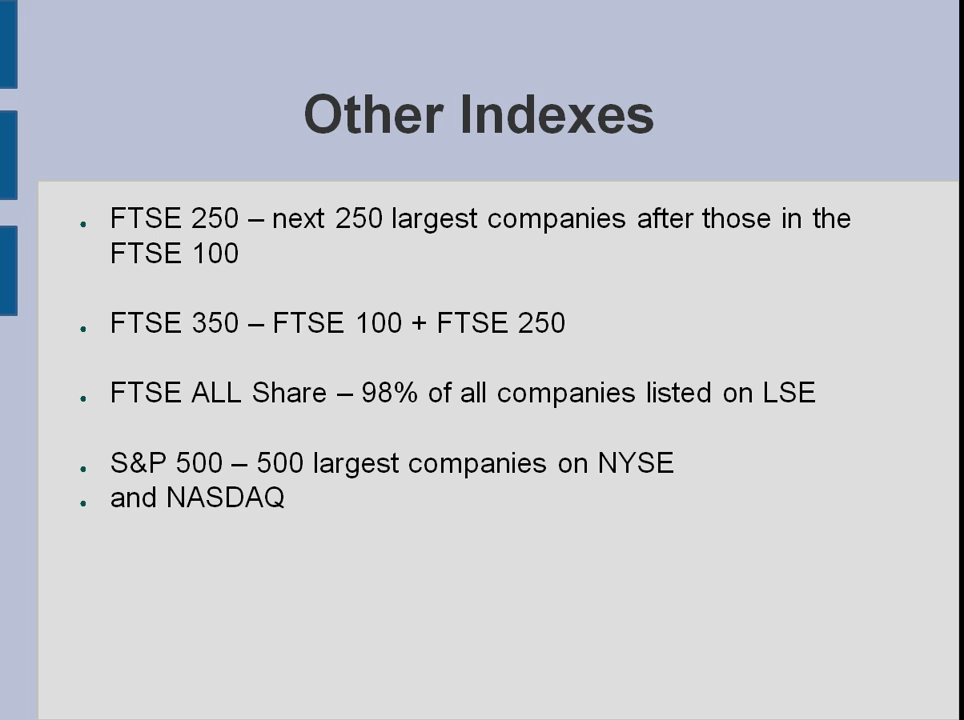 Other Indexes
● FTSE 250 – next 250 largest companies after those in the
FTSE 100
● FTSE 350 – FTSE 100 + FTSE 250
● FTSE ALL Share – 98% of all companies listed on LSE
● S&P 500 – 500 largest companies on NYSE
● and NASDAQ